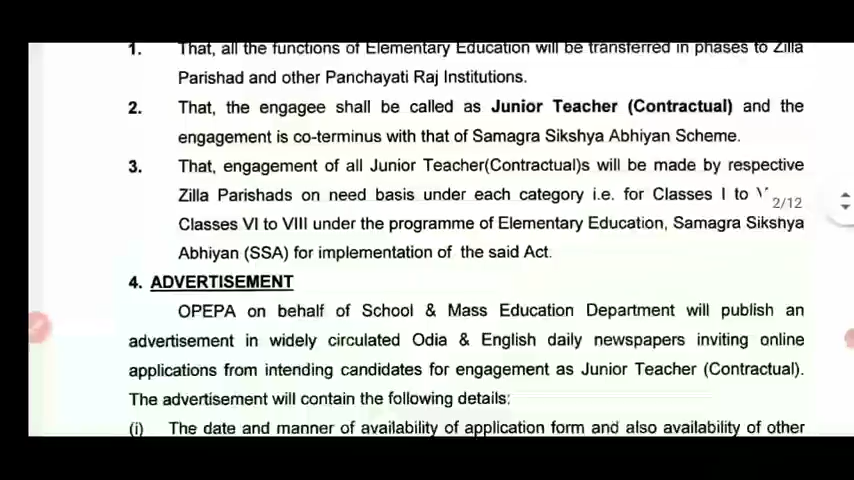 1. That, all the functions of Elementary Education will be transferred in phases to Zilla
Parishad and other Panchayati Raj Institutions.
2. That, the engagee shall be called as Junior Teacher (Contractual) and the
engagement is co-terminus with that of Samagra Sikshya Abhiyan Scheme.
3. That, engagement of all Junior Teacher(Contractual)s will be made by respective
Zilla Parishads on need basis under each category i.e. for Classes I to
2/12
Classes VI to VIII under the programme of Elementary Education, Samagra Sikshya
Abhiyan (SSA) for implementation of the said Act.
4. ADVERTISEMENT
OPEPA on behalf of School & Mass Education Department will publish an
advertisement in widely circulated Odia & English daily newspapers inviting online
applications from intending candidates for engagement as Junior Teacher (Contractual).
The advertisement will contain the following details:
(i) The date and manner of availability of application form and also availability of other